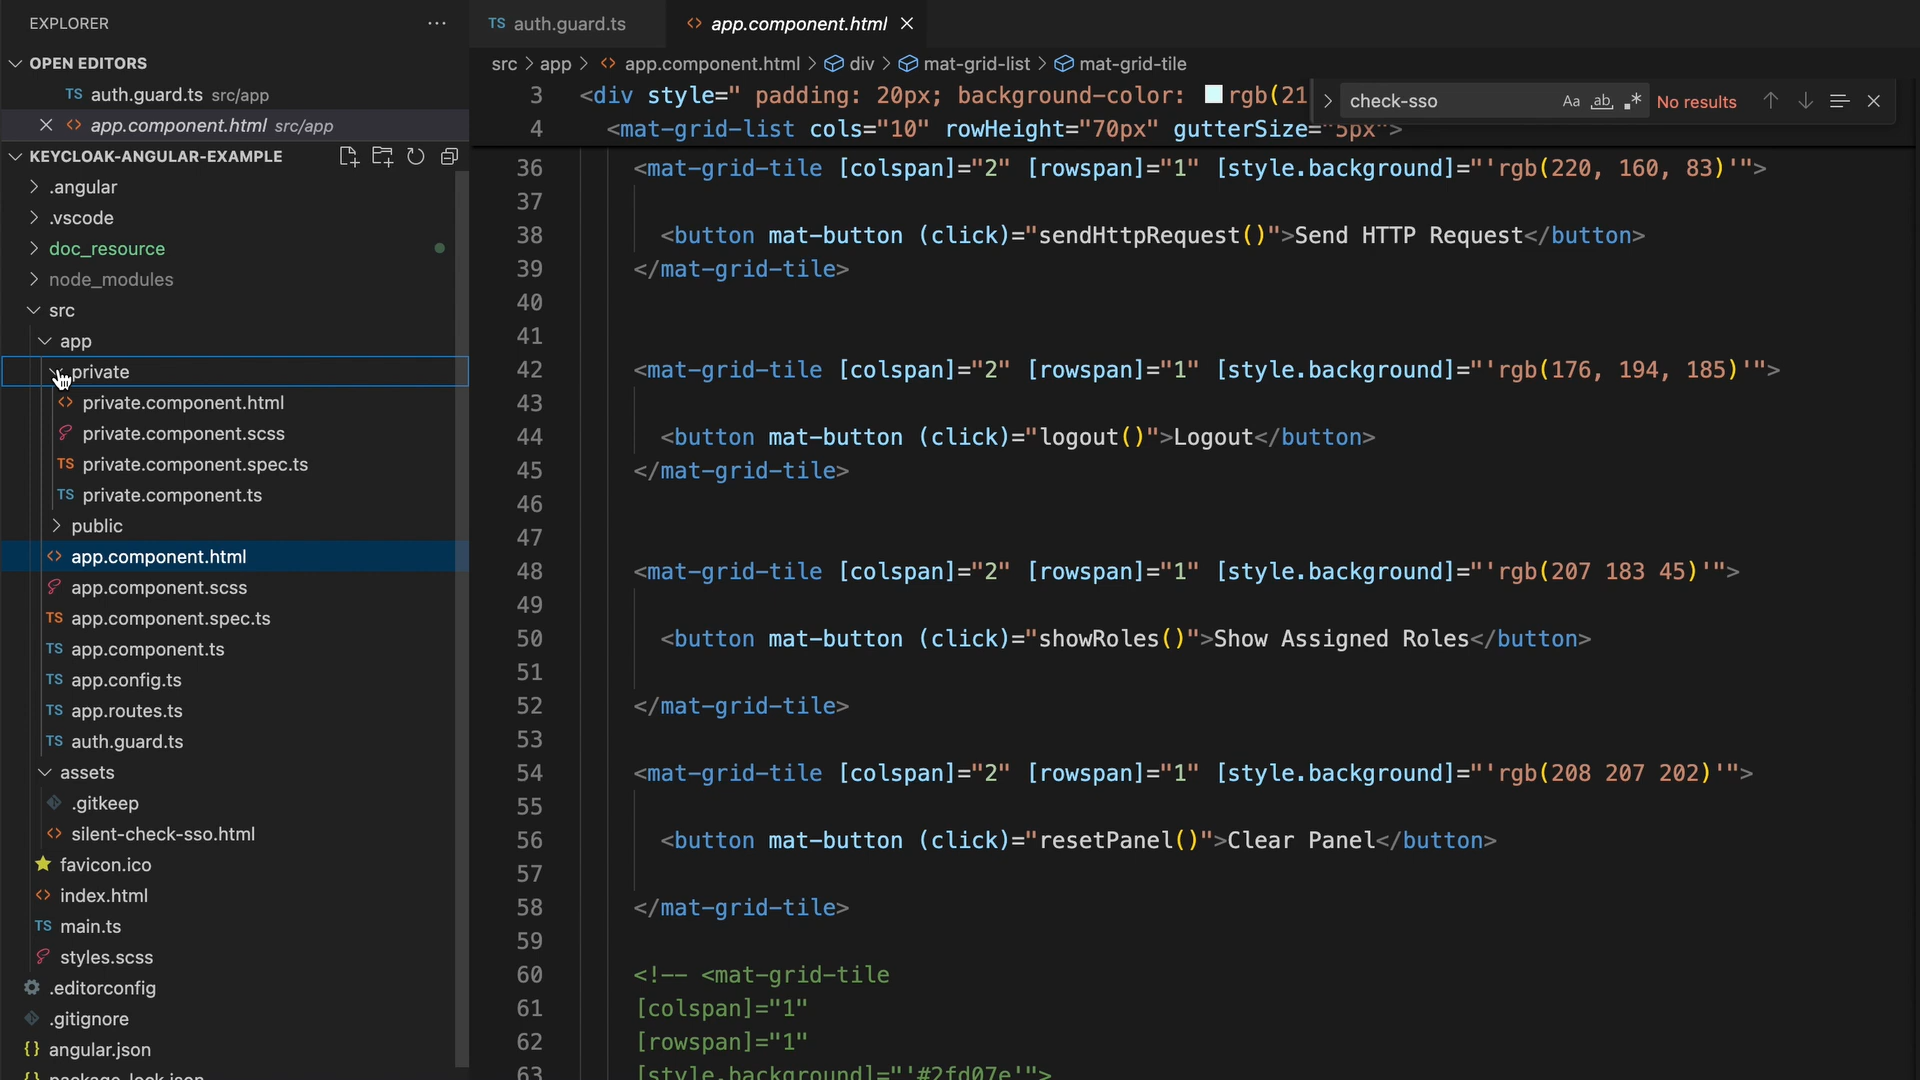 EXPLORER
OPEN EDITORS
TS auth.guard.ts src/app
<> app.component.html src/app
KEYCLOAK-ANGULAR-EXAMPLE
.angular
.vscode
doc_resource
node_modules
src
app
private
<> private.component.html
private.component.scss
TS private.component.spec.ts
TS private.component.ts
public
<> app.component.html
app.component.scss
TS app.component.spec.ts
TS app.component.ts
TS app.config.ts
TS app.routes.ts
TS auth.guard.ts
assets
.gitkeep
<> silent-check-sso.html
favicon.ico
<> index.html
TS main.ts
styles.scss
.editorconfig
.gitignore
{} angular.json
{} package-lock.json
TS auth.guard.ts
<> app.component.html
src > app > <> app.component.html > div > mat-grid-list > mat-grid-tile
check-sso Aa ab .* No results
3 <div style=" padding: 20px; background-color: rgb(21
4 <mat-grid-list cols="10" rowHeight="70px" gutterSize="5px">
36 <mat-grid-tile [colspan]="2" [rowspan]="1" [style.background]="'rgb(220, 160, 83)'">
37
38 <button mat-button (click)="sendHttpRequest()">Send HTTP Request</button>
39 </mat-grid-tile>
40
41
42 <mat-grid-tile [colspan]="2" [rowspan]="1" [style.background]="'rgb(176, 194, 185)'">
43
44 <button mat-button (click)="logout()">Logout</button>
45 </mat-grid-tile>
46
47
48 <mat-grid-tile [colspan]="2" [rowspan]="1" [style.background]="'rgb(207 183 45)'">
49
50 <button mat-button (click)="showRoles()">Show Assigned Roles</button>
51
52 </mat-grid-tile>
53
54 <mat-grid-tile [colspan]="2" [rowspan]="1" [style.background]="'rgb(208 207 202)'">
55
56 <button mat-button (click)="resetPanel()">Clear Panel</button>
57
58 </mat-grid-tile>
59
60 <!-- <mat-grid-tile
61 [colspan]="1"
62 [rowspan]="1"
63 [style.background]="'#2fd07e'">